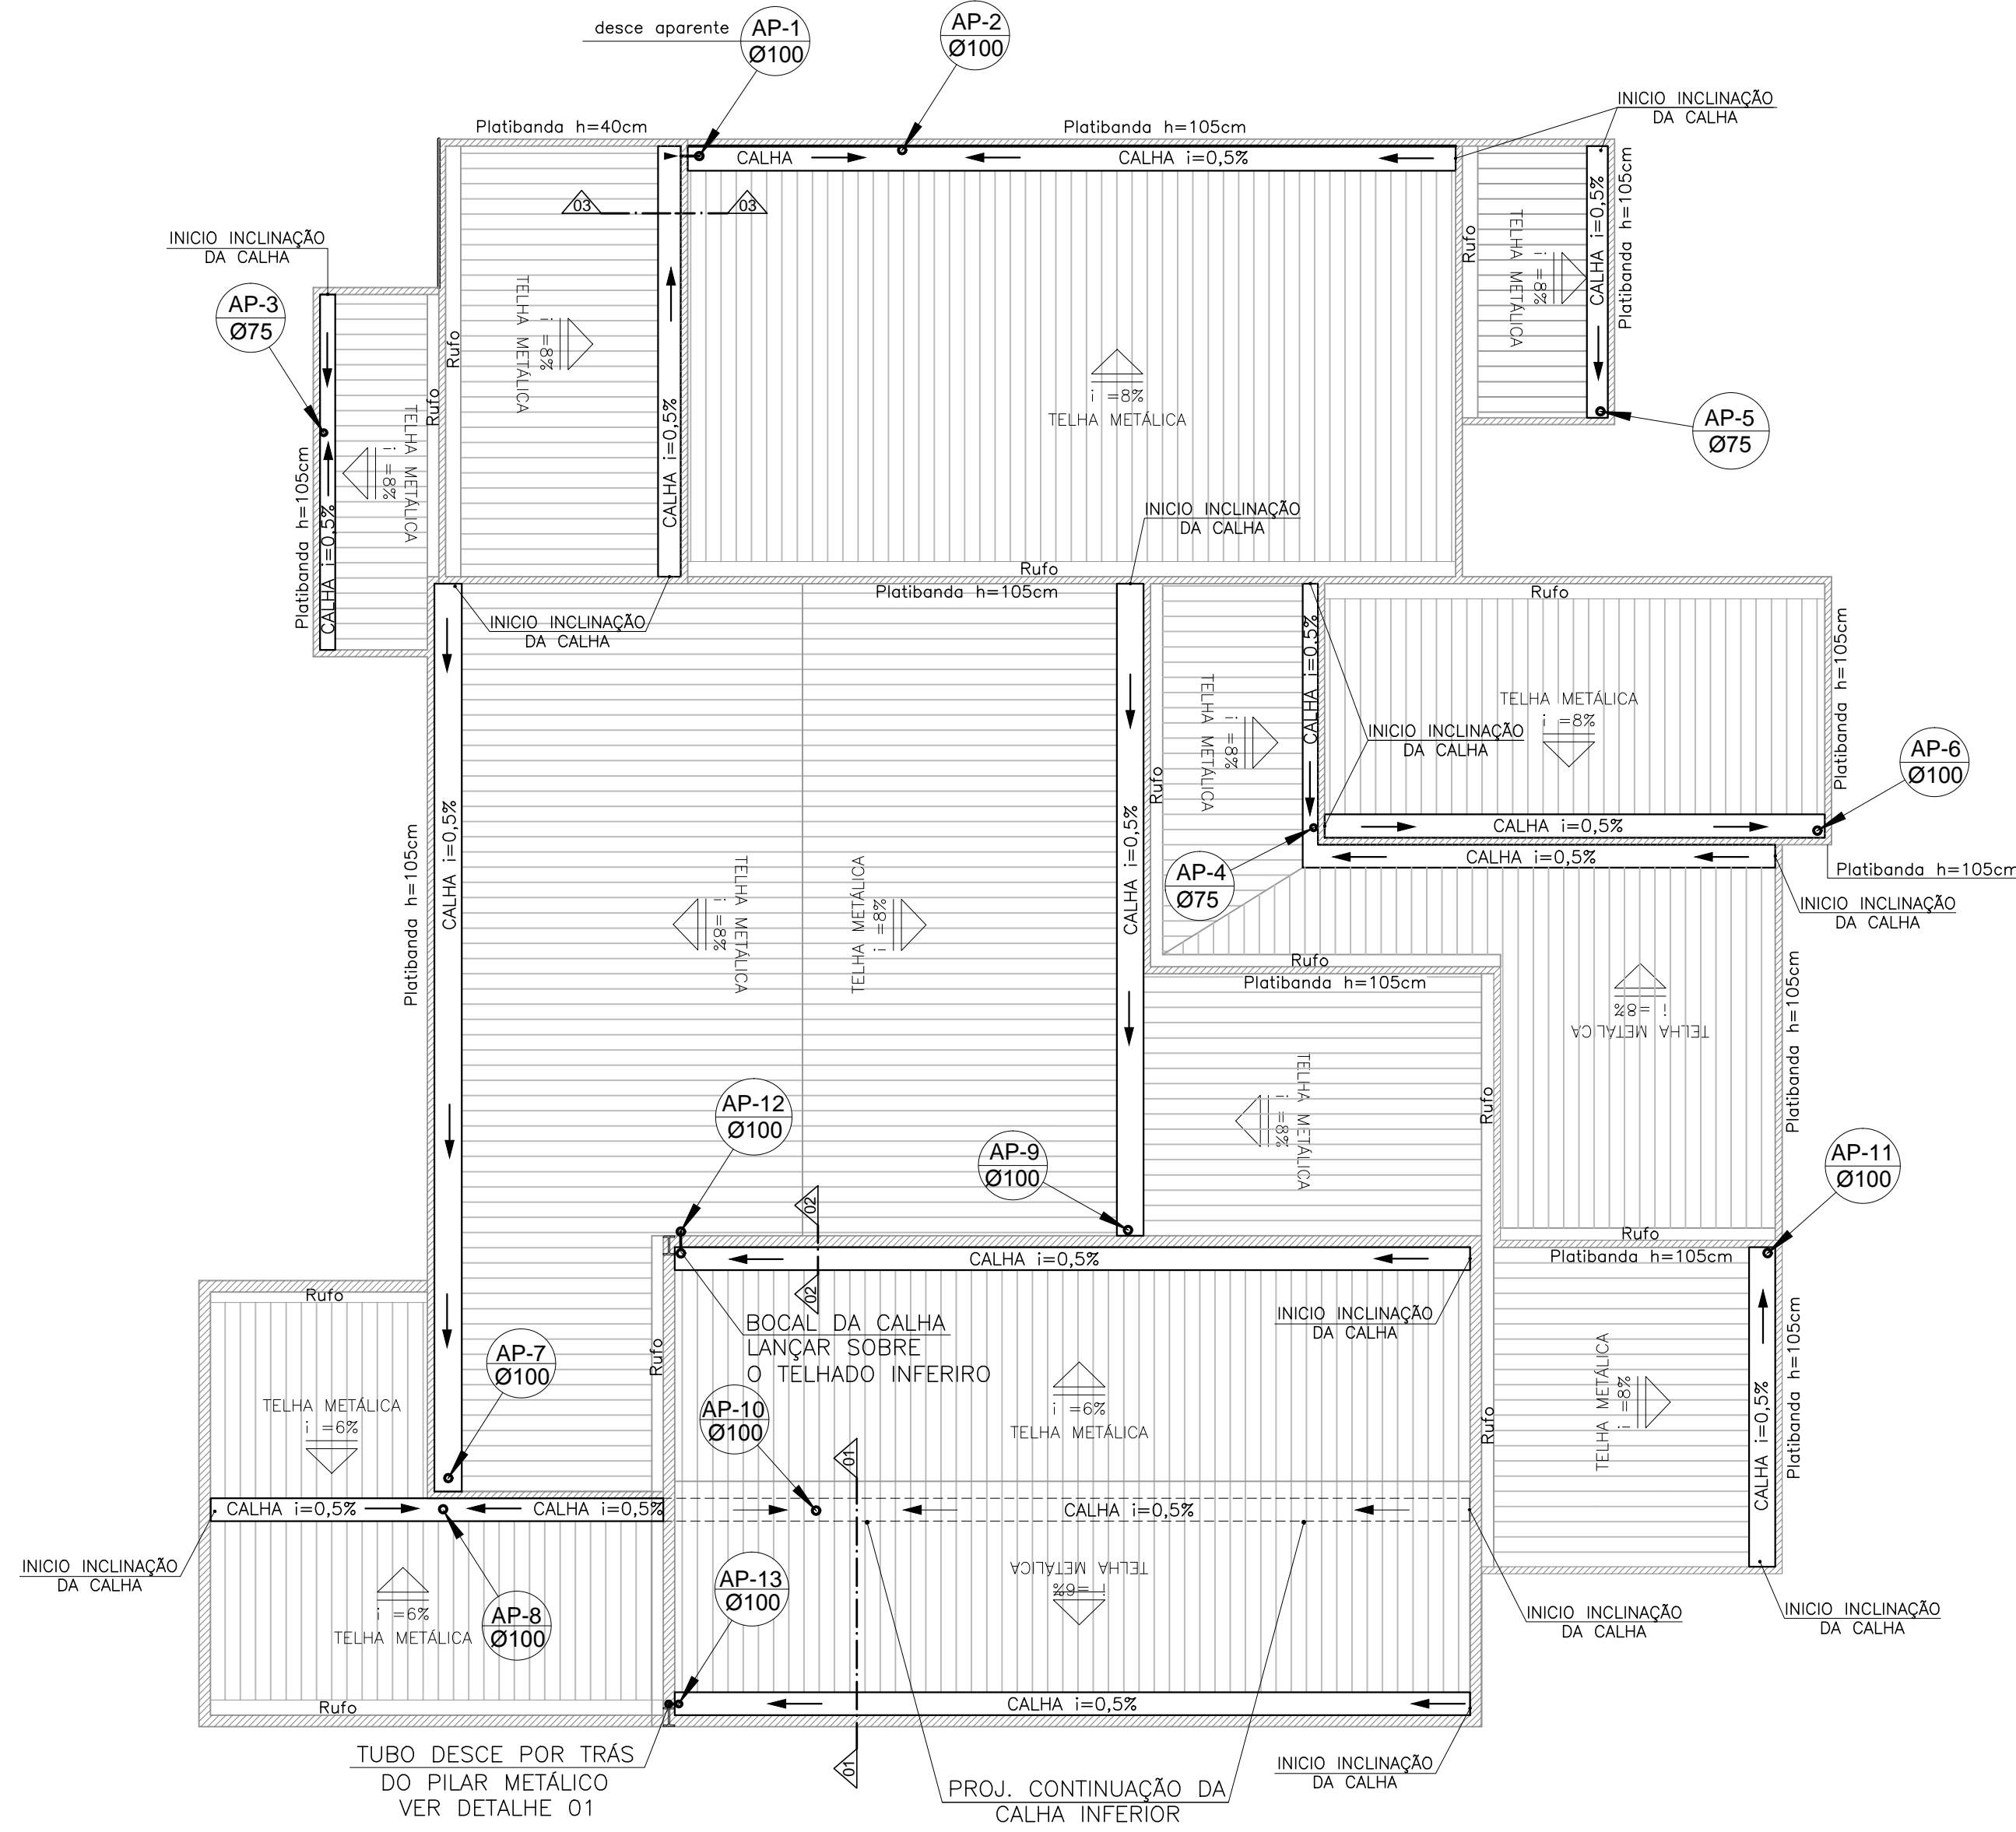 desce aparente
AP-1
Ø100
AP-2
Ø100
Platibanda h=40cm
Platibanda h=105cm
INICIO INCLINAÇÃO
DA CALHA
CALHA
CALHA i=0,5%
CALHA i=0,5%
Platibanda h=105cm
Rufo
TELHA METÁLICA
i =8%
03
03
INICIO INCLINAÇÃO
DA CALHA
AP-3
Ø75
TELHA METÁLICA
i =8%
Rufo
CALHA i=0,5%
i =8%
TELHA METÁLICA
AP-5
Ø75
Rufo
TELHA METÁLICA
i =8%
Platibanda h=105cm
CALHA i=0,5%
INICIO INCLINAÇÃO
DA CALHA
Rufo
Platibanda h=105cm
Rufo
INICIO INCLINAÇÃO
DA CALHA
CALHA i=0.5%
TELHA METÁLICA
i =8%
TELHA METÁLICA
i =8%
Platibanda h=105cm
INICIO INCLINAÇÃO
DA CALHA
AP-6
Ø100
Rufo
CALHA i=0,5%
CALHA i=0,5%
Platibanda h=105cm
CALHA i=0,5%
CALHA i=0,5%
AP-4
Ø75
Platibanda h=105cm
INICIO INCLINAÇÃO
DA CALHA
TELHA METÁLICA
i =8%
TELHA METÁLICA
i =8%
Rufo
Platibanda h=105cm
i =8%
TELHA METÁLICA
Platibanda h=105cm
TELHA METÁLICA
i =8%
Rufo
AP-12
Ø100
AP-9
Ø100
AP-11
Ø100
02
02
Rufo
Platibanda h=105cm
CALHA i=0,5%
INICIO INCLINAÇÃO
DA CALHA
BOCAL DA CALHA
LANÇAR SOBRE
O TELHADO INFERIRO
Rufo
Rufo
AP-7
Ø100
TELHA METÁLICA
i =6%
AP-10
Ø100
i =6%
TELHA METÁLICA
Rufo
TELHA METÁLICA
i =8%
CALHA i=0,5%
Platibanda h=105cm
01
CALHA i=0,5%
CALHA i=0,5%
CALHA i=0,5%
INICIO INCLINAÇÃO
DA CALHA
TELHA METÁLICA
i =6%
AP-13
Ø100
AP-8
Ø100
i =6%
TELHA METÁLICA
INICIO INCLINAÇÃO
DA CALHA
INICIO INCLINAÇÃO
DA CALHA
Rufo
CALHA i=0,5%
01
TUBO DESCE POR TRÁS
DO PILAR METÁLICO
VER DETALHE 01
PROJ. CONTINUAÇÃO DA
CALHA INFERIOR
INICIO INCLINAÇÃO
DA CALHA